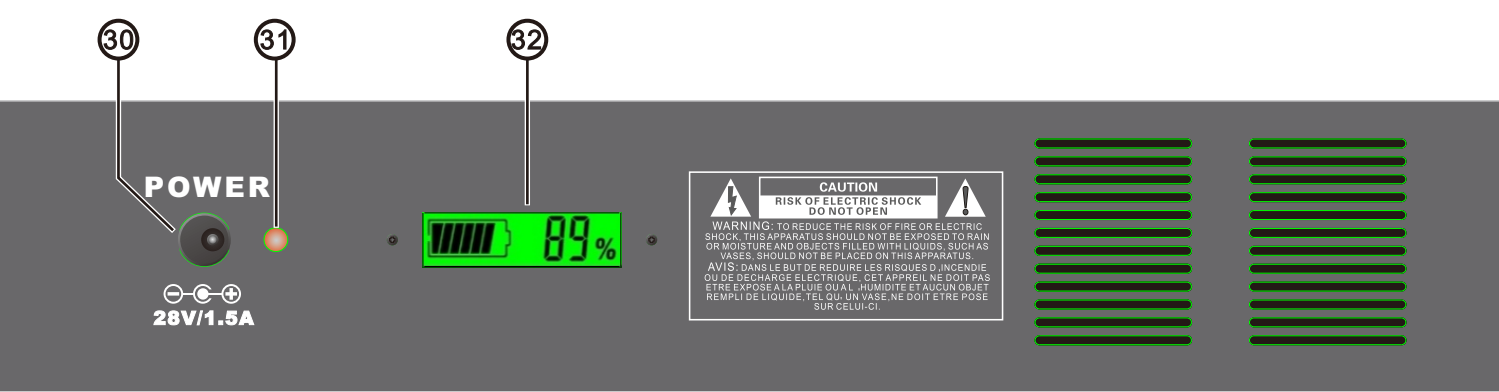 30 31 32
POWER
89%
28V/1.5A
CAUTION
RISK OF ELECTRIC SHOCK
DO NOT OPEN
WARNING: TO REDUCE THE RISK OF FIRE OR ELECTRIC
SHOCK, THIS APPARATUS SHOULD NOT BE EXPOSED TO RAIN
OR MOISTURE AND OBJECTS FILLED WITH LIQUIDS, SUCH AS
VASES, SHOULD NOT BE PLACED ON THIS APPARATUS.
AVIS: DANS LE BUT DE REDUIRE LES RISQUES D ,INCENDIE
OU DE DECHARGE ELECTRIQUE, CET APPREIL NE DOIT PAS
ETRE EXPOSE A LA PLUIE OU A L ,HUMIDITE ET AUCUN OBJET
REMPLI DE LIQUIDE, TEL QU, UN VASE, NE DOIT ETRE POSE
SUR CELUI-CI.